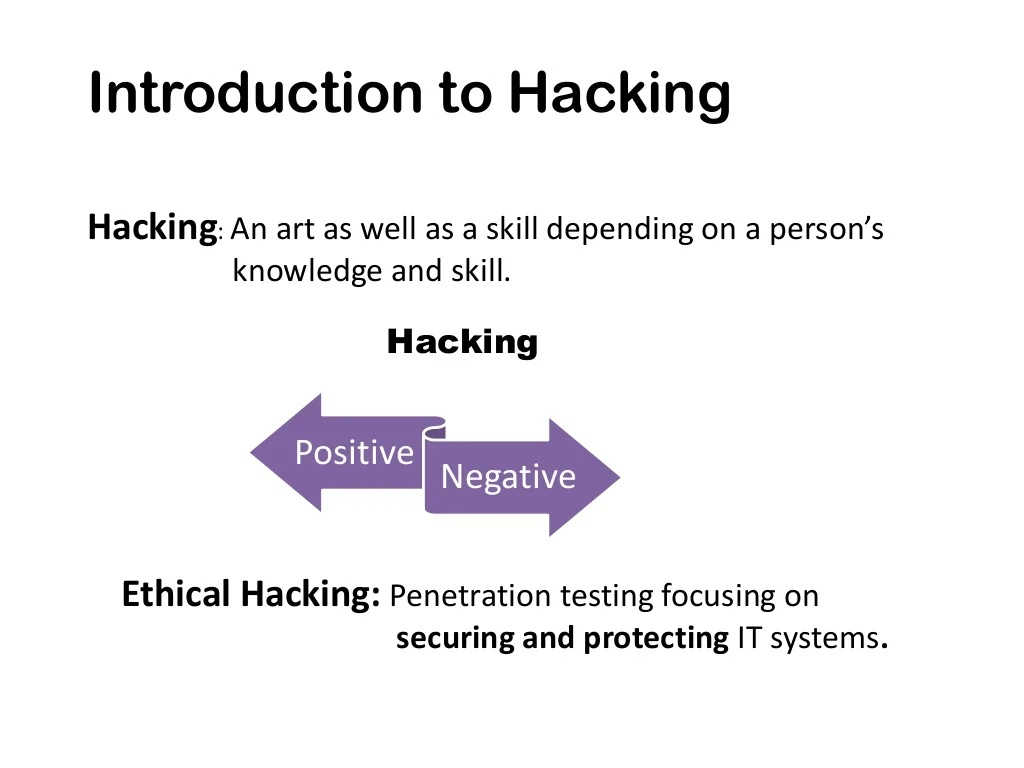 Introduction to Hacking
Hacking: An art as well as a skill depending on a person’s
knowledge and skill.
Hacking
Positive
Negative
Ethical Hacking: Penetration testing focusing on
securing and protecting IT systems.